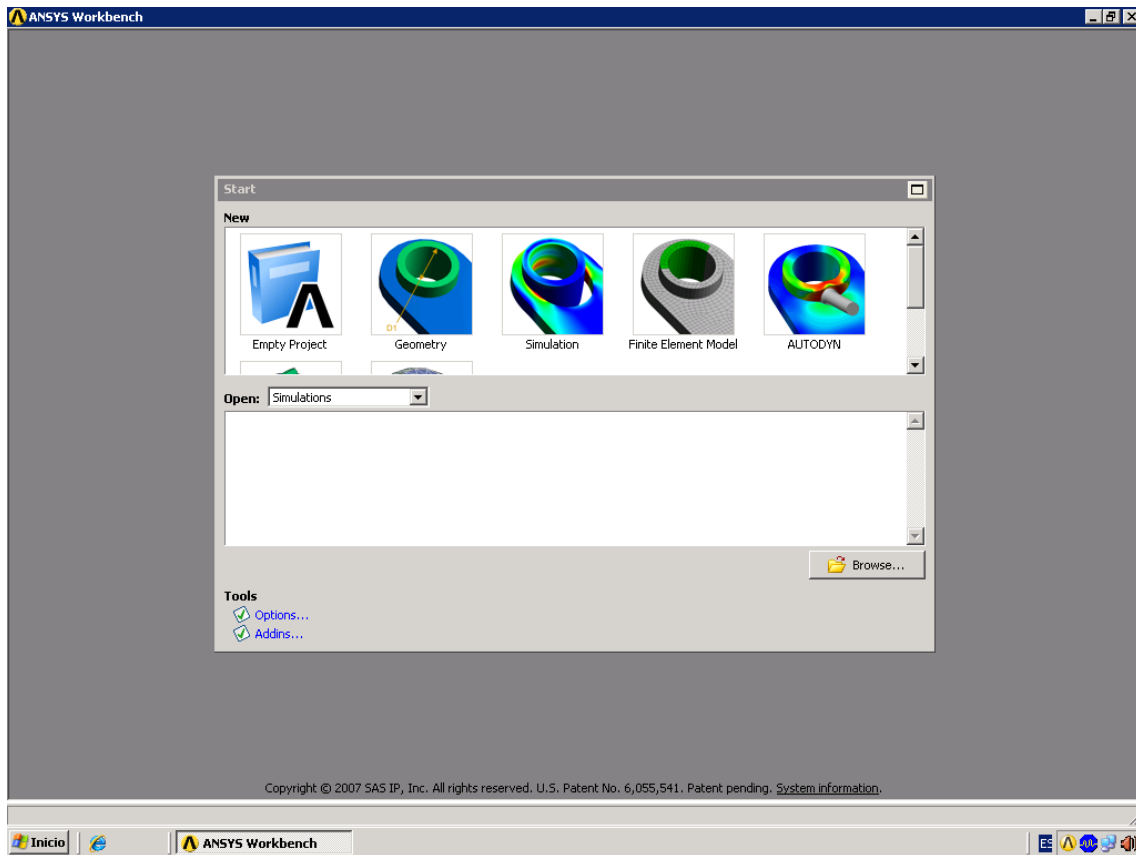 ANSYS Workbench
Start
New
D1
Empty Project
Geometry
Simulation
Finite Element Model
AUTODYN
Open:
Simulations
Browse...
Tools
Options...
Addins...
Copyright © 2007 SAS IP, Inc. All rights reserved. U.S. Patent No. 6,055,541. Patent pending. System information.
Inicio
ANSYS Workbench
ES